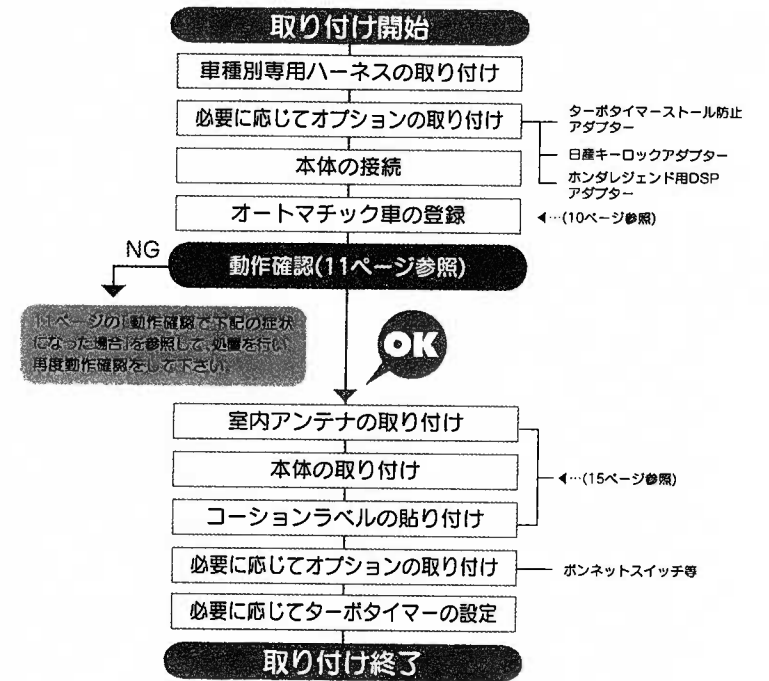 取り付け開始
車種別専用ハーネスの取り付け
必要に応じてオプションの取り付け
ターボタイマーストール防止
アダプター
日産キーロックアダプター
ホンダレジェンド用DSP
アダプター
本体の接続
オートマチック車の登録
◀…(10ページ参照)
NG
動作確認(11ページ参照)
11ページの「動作確認で下記の症状
になった場合」を参照して、処置を行い
再度動作確認をして下さい。
OK
室内アンテナの取り付け
本体の取り付け
◀…(15ページ参照)
コーションラベルの貼り付け
必要に応じてオプションの取り付け
ボンネットスイッチ等
必要に応じてターボタイマーの設定
取り付け終了